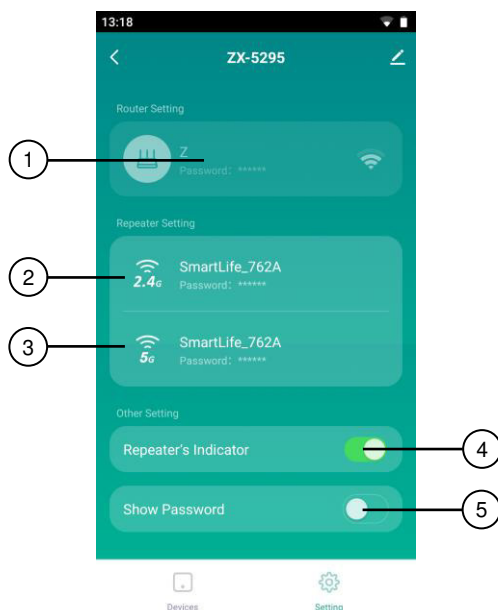 13:18
ZX-5295
Router Setting
1
Z
Password: ******
Repeater Setting
2
2.4G
SmartLife_762A
Password: ******
3
5G
SmartLife_762A
Password: ******
Other Setting
Repeater's Indicator
4
Show Password
5
Devices
Setting